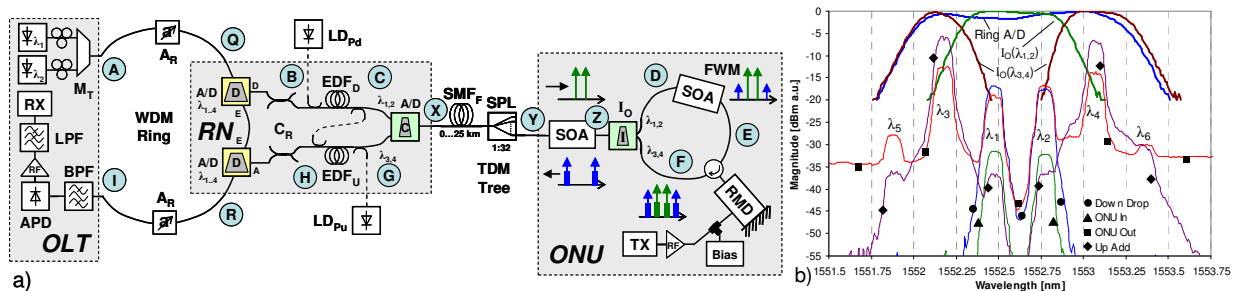 λ1
λ2
MT
A
RX
LPF
RF
BPF
I
APD
OLT
a)
AR
WDM
Ring
AR
Q
R
A/D
λ1..4
D
D
E
RN
E
A/D
λ1..4
D
A
B
CR
H
LDPd
EDFD
C
λ1,2
A/D
C
EDFU
λ3,4
G
LDPu
X
SMFF
0...25 km
SPL
1:32
TDM
Tree
Y
SOA
Z
IO
λ1,2
λ3,4
D
SOA
FWM
E
F
RMD
TX
RF
Bias
ONU
b)
Magnitude [dBm a.u.]
0
-5
-10
-15
-20
-25
-30
-35
-40
-45
-50
-55
Ring A/D
IO(λ1,2)
IO(λ3,4)
λ5
λ3
λ1
λ2
λ4
λ6
Down Drop
ONU In
ONU Out
Up Add
1551.5 1551.75 1552 1552.25 1552.5 1552.75 1553 1553.25 1553.5 1553.75
Wavelength [nm]